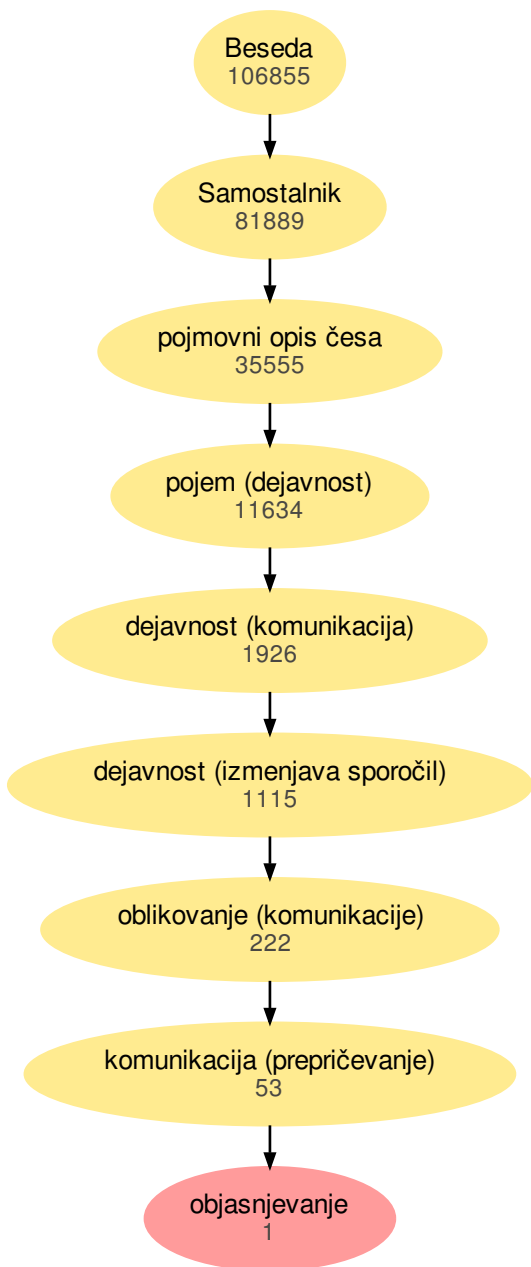 Beseda
106855
Samostalnik
81889
pojmovni opis česa
35555
pojem (dejavnost)
11634
dejavnost (komunikacija)
1926
dejavnost (izmenjava sporočil)
1115
oblikovanje (komunikacije)
222
komunikacija (prepričevanje)
53
objasnjevanje
1